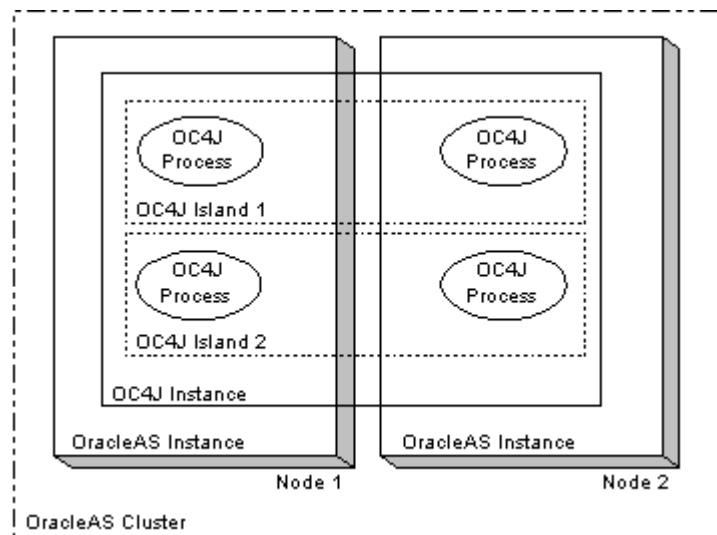 OC4J
Process
OC4J
Process
OC4J Island 1
OC4J
Process
OC4J
Process
OC4J Island 2
OC4J Instance
OracleAS Instance
OracleAS Instance
Node 1
Node 2
OracleAS Cluster